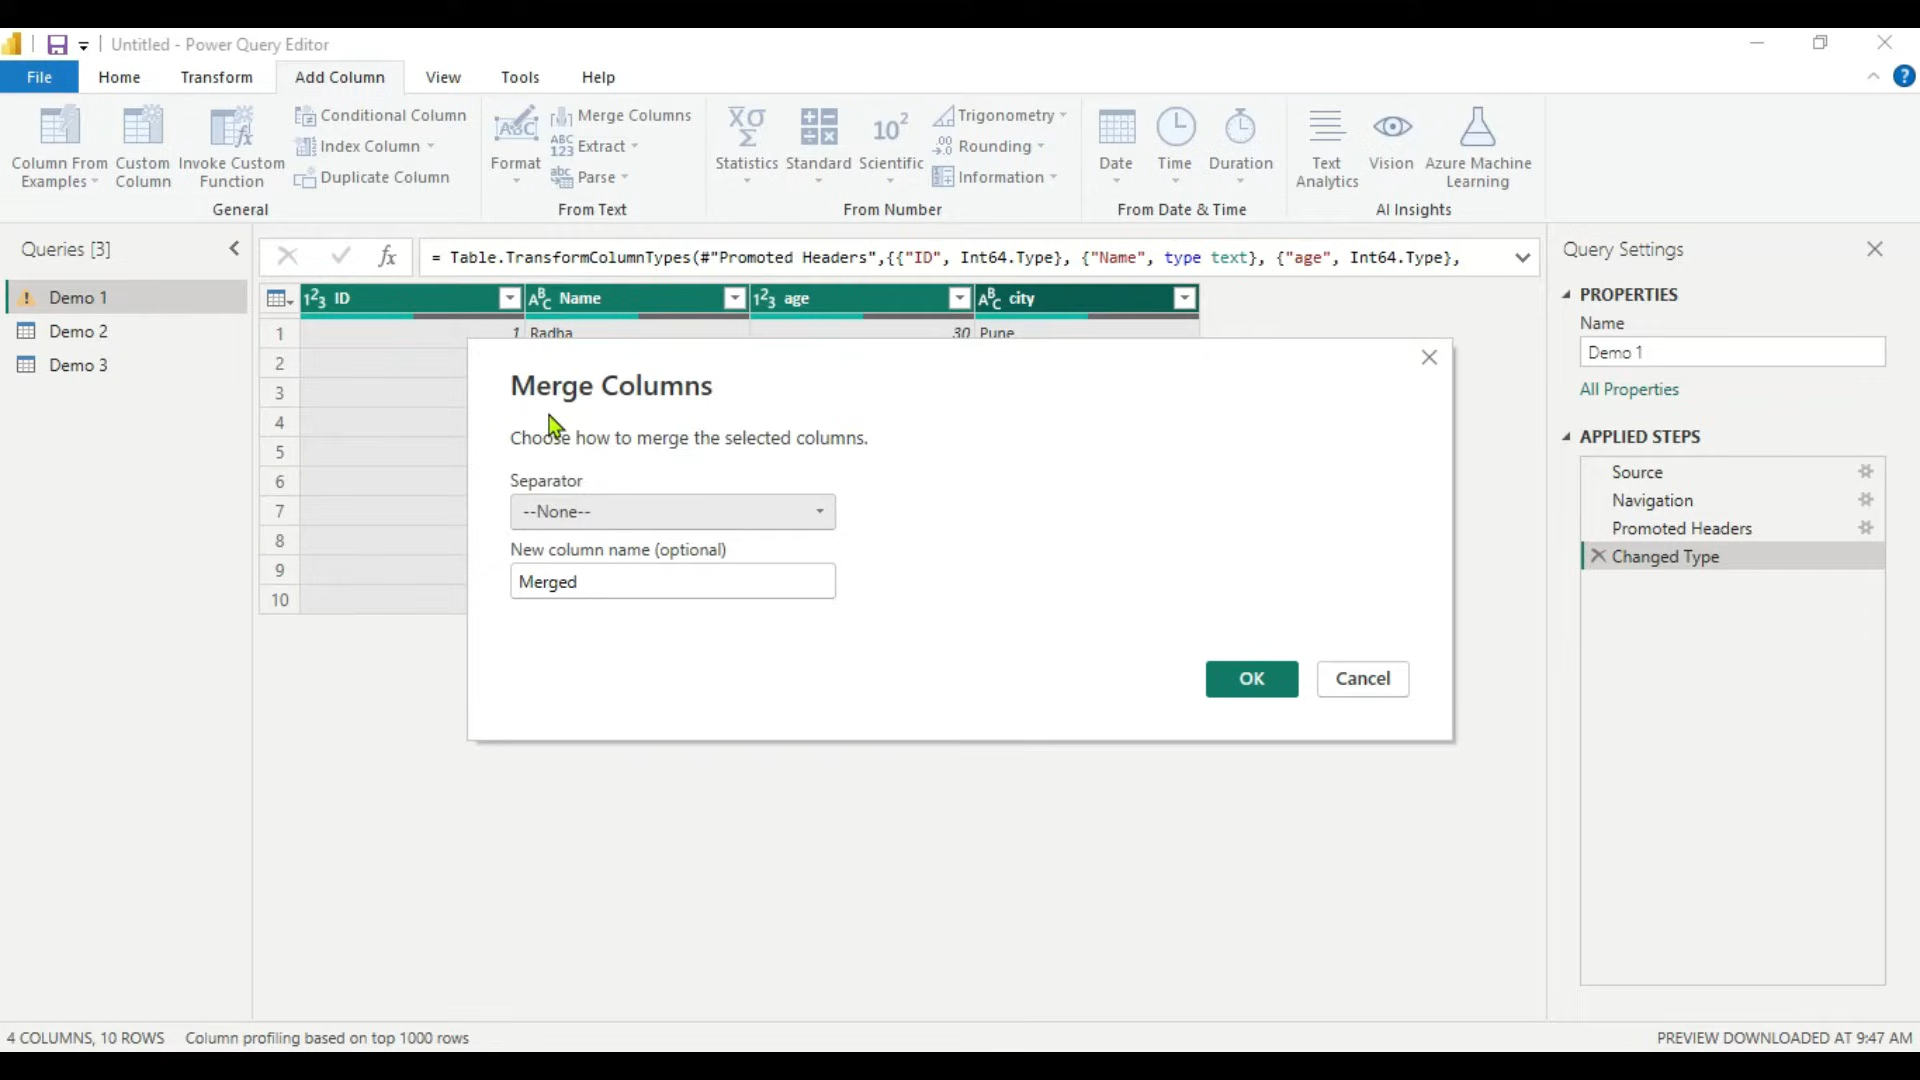 Untitled - Power Query Editor
File Home Transform Add Column View Tools Help
Column From Examples
Custom Column
Invoke Custom Function
Conditional Column
Index Column
Duplicate Column
General
Format
Merge Columns
Extract
Parse
From Text
Statistics
Standard
Scientific
Trigonometry
Rounding
Information
From Number
Date
Time
Duration
From Date & Time
Text Analytics
Vision
Azure Machine Learning
AI Insights
Queries [3]
Demo 1
Demo 2
Demo 3
= Table.TransformColumnTypes(#"Promoted Headers",{{"ID", Int64.Type}, {"Name", type text}, {"age", Int64.Type},
ID Name age city
1 1 Radha 30 Pune
2
3
4
5
6
7
8
9
10
Merge Columns
Choose how to merge the selected columns.
Separator
--None--
New column name (optional)
Merged
OK Cancel
Query Settings
PROPERTIES
Name
Demo 1
All Properties
APPLIED STEPS
Source
Navigation
Promoted Headers
Changed Type
4 COLUMNS, 10 ROWS Column profiling based on top 1000 rows
PREVIEW DOWNLOADED AT 9:47 AM